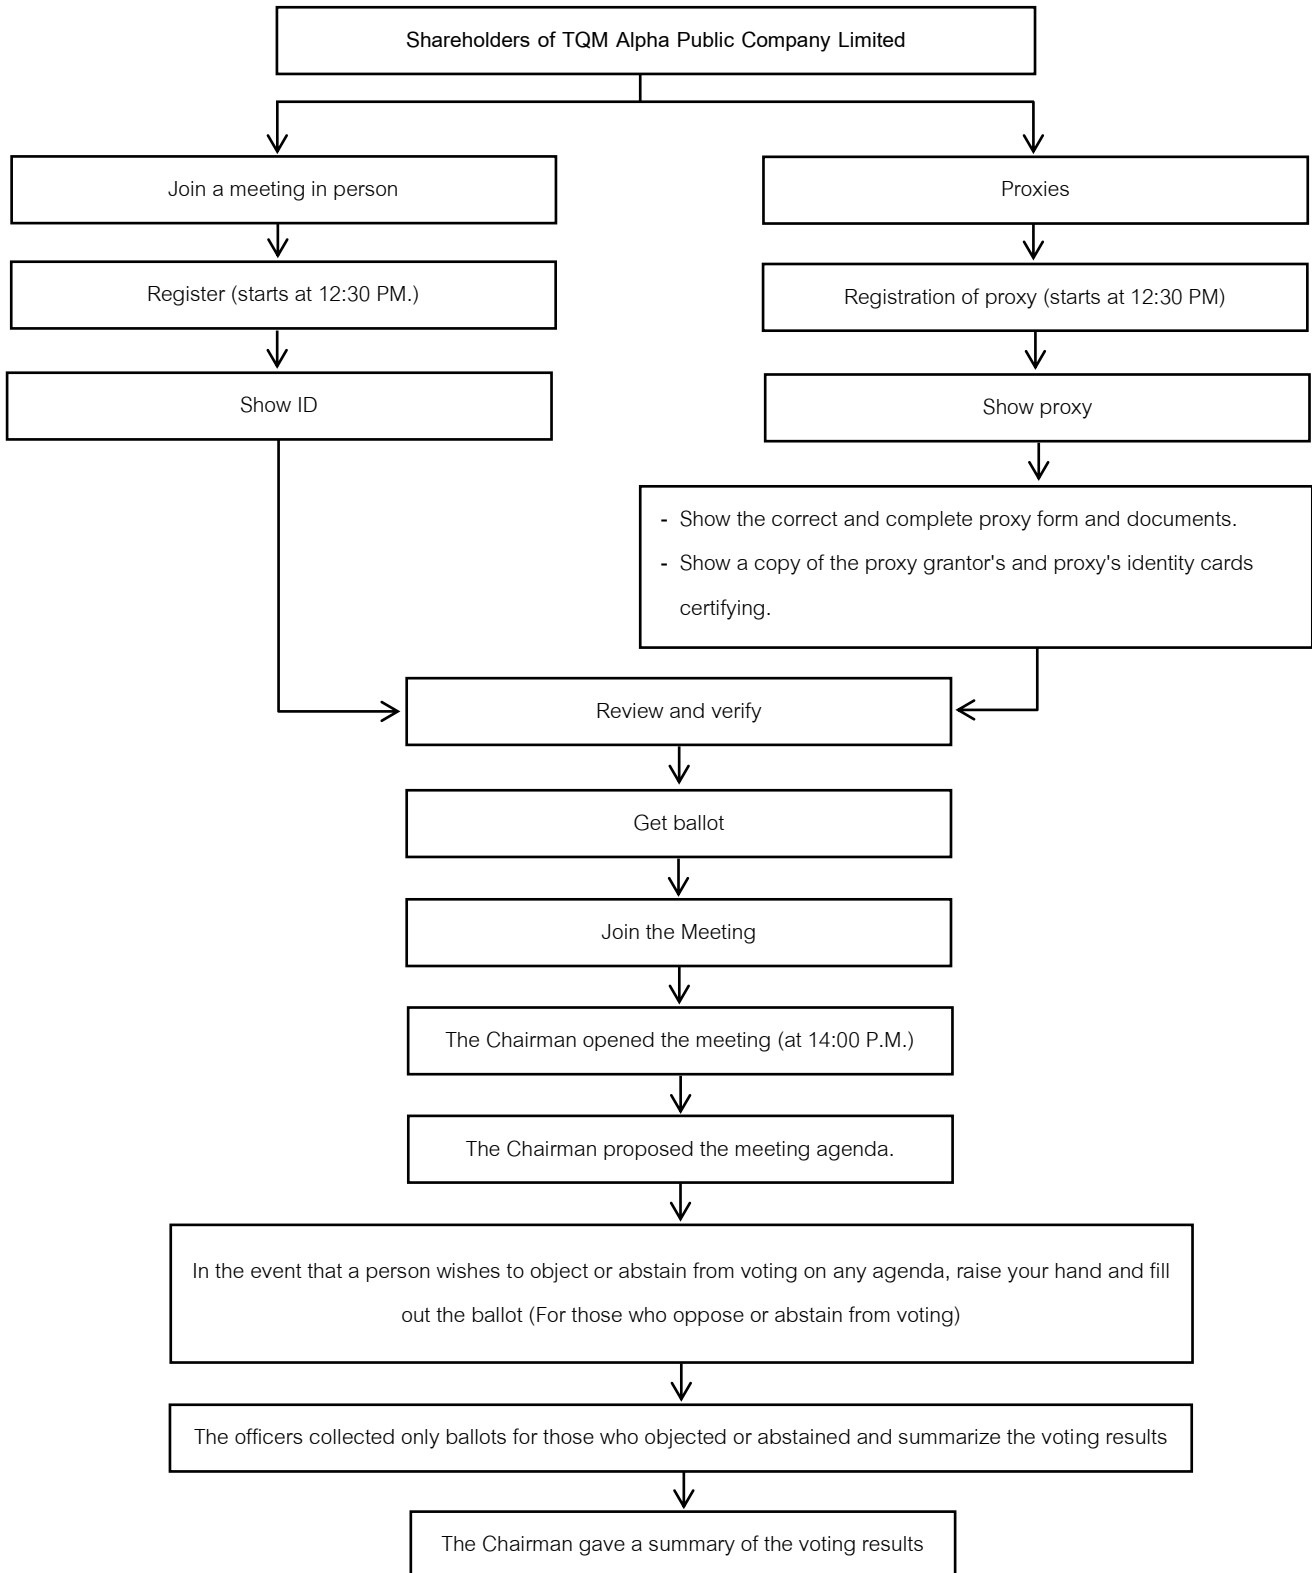 Shareholders of TQM Alpha Public Company Limited
Join a meeting in person
Proxies
Register (starts at 12:30 PM.)
Registration of proxy (starts at 12:30 PM)
Show ID
Show proxy
- Show the correct and complete proxy form and documents.
- Show a copy of the proxy grantor's and proxy's identity cards
certifying.
Review and verify
Get ballot
Join the Meeting
The Chairman opened the meeting (at 14:00 P.M.)
The Chairman proposed the meeting agenda.
In the event that a person wishes to object or abstain from voting on any agenda, raise your hand and fill
out the ballot (For those who oppose or abstain from voting)
The officers collected only ballots for those who objected or abstained and summarize the voting results
The Chairman gave a summary of the voting results